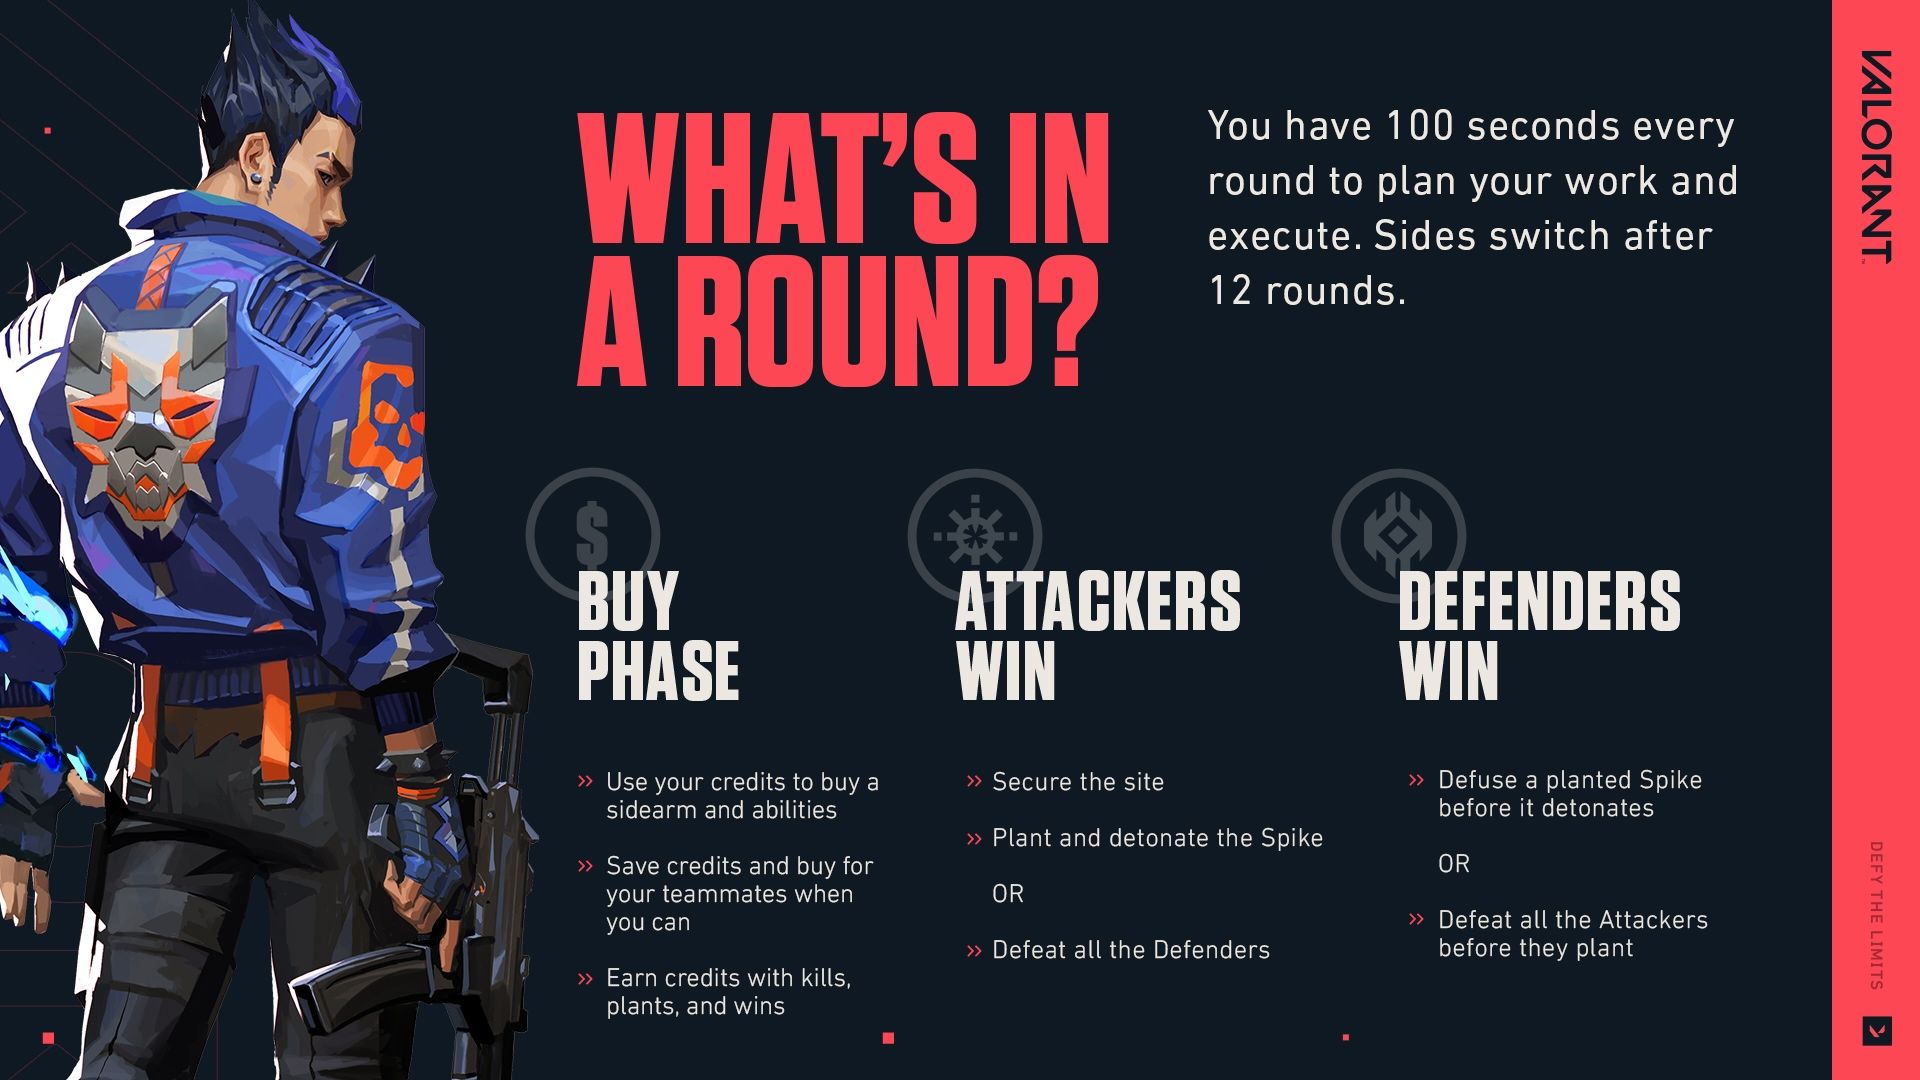 WHAT'S IN
A ROUND?
You have 100 seconds every
round to plan your work and
execute. Sides switch after
12 rounds.
$
BUY
PHASE
» Use your credits to buy a
sidearm and abilities
» Save credits and buy for
your teammates when
you can
» Earn credits with kills,
plants, and wins
ATTACKERS
WIN
» Secure the site
» Plant and detonate the Spike
OR
» Defeat all the Defenders
DEFENDERS
WIN
» Defuse a planted Spike
before it detonates
OR
» Defeat all the Attackers
before they plant
VALORANT
DEFY THE LIMITS